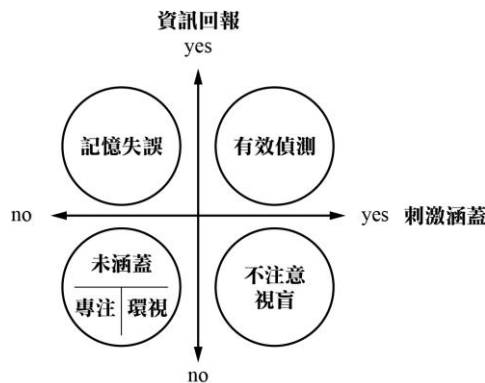 資訊回報
yes
記憶失誤
有效偵測
no
yes 刺激涵蓋
未涵蓋
專注
環視
不注意
視盲
no